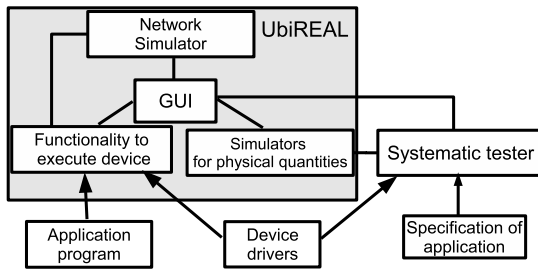 Network
Simulator
UbiREAL
GUI
Functionality to
execute device
Simulators
for physical quantities
Systematic tester
Application
program
Device
drivers
Specification of
application